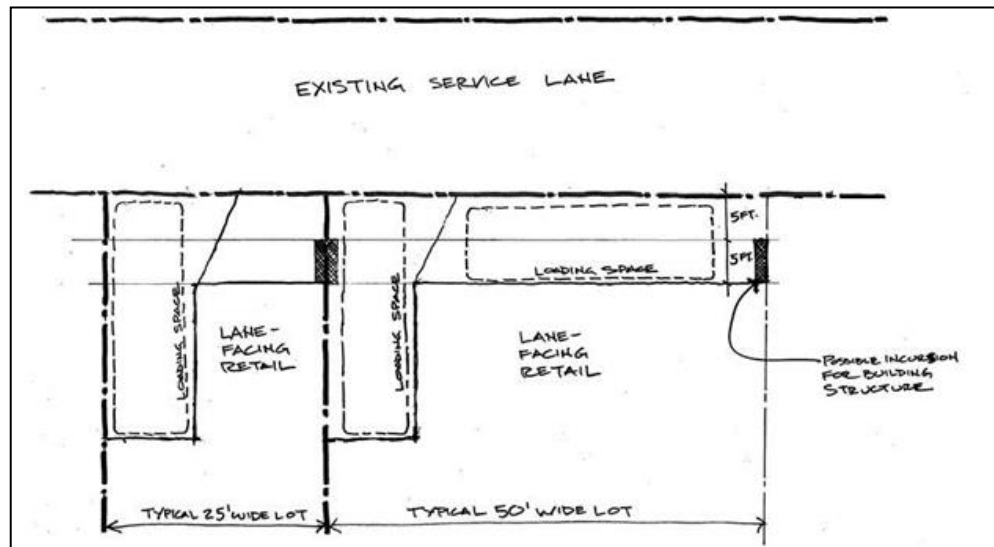 EXISTING SERVICE LANE
5FT.
5FT
LOADING SPACE
LOADING SPACE
LOADING SPACE
LANE-
FACING
RETAIL
LANE-
FACING
RETAIL
POSSIBLE INCURSION
FOR BUILDING
STRUCTURE
TYPICAL 25' WIDE LOT
TYPICAL 50' WIDE LOT